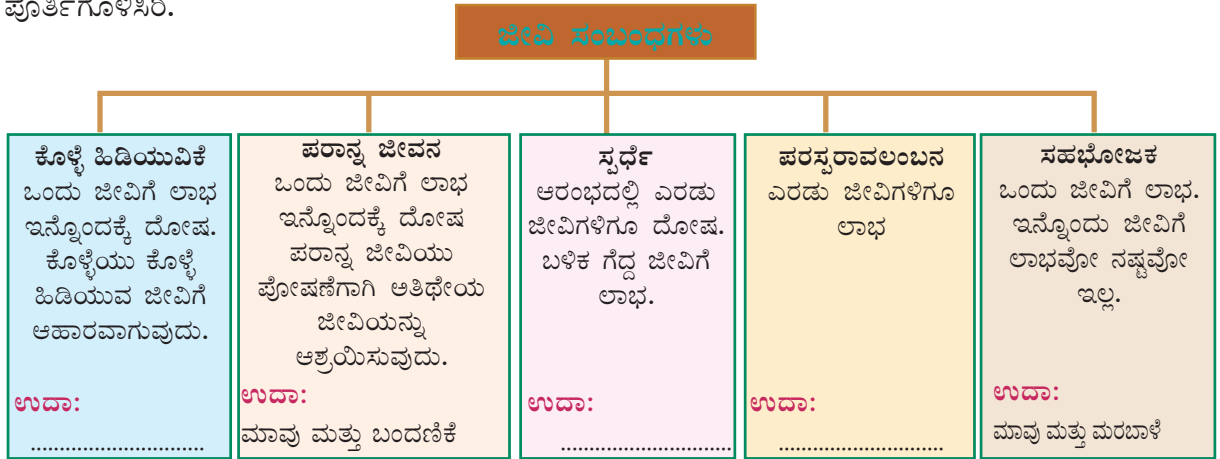 ಪೂರ್ತಿಗೊಳಿಸಿರಿ.
ಜೀವಿ ಸಂಬಂಧಗಳು
ಕೊಳ್ಳೆ ಹಿಡಿಯುವಿಕೆ
ಒಂದು ಜೀವಿಗೆ ಲಾಭ
ಇನ್ನೊಂದಕ್ಕೆ ದೋಷ.
ಕೊಳ್ಳೆಯು ಕೊಳ್ಳೆ
ಹಿಡಿಯುವ ಜೀವಿಗೆ
ಆಹಾರವಾಗುವುದು.
ಉದಾ:
..............................
ಪರಾನ್ನ ಜೀವನ
ಒಂದು ಜೀವಿಗೆ ಲಾಭ
ಇನ್ನೊಂದಕ್ಕೆ ದೋಷ
ಪರಾನ್ನ ಜೀವಿಯು
ಪೋಷಣೆಗಾಗಿ ಅತಿಥೇಯ
ಜೀವಿಯನ್ನು
ಆಶ್ರಯಿಸುವುದು.
ಉದಾ:
ಮಾವು ಮತ್ತು ಬಂದಣಿಕೆ
ಸ್ಪರ್ಧೆ
ಆರಂಭದಲ್ಲಿ ಎರಡು
ಜೀವಿಗಳಿಗೂ ದೋಷ.
ಬಳಿಕ ಗೆದ್ದ ಜೀವಿಗೆ
ಲಾಭ.
ಉದಾ:
..............................
ಪರಸ್ಪರಾವಲಂಬನ
ಎರಡು ಜೀವಿಗಳಿಗೂ
ಲಾಭ
ಉದಾ:
............................
ಸಹಭೋಜಕ
ಒಂದು ಜೀವಿಗೆ ಲಾಭ.
ಇನ್ನೊಂದು ಜೀವಿಗೆ
ಲಾಭವೋ ನಷ್ಟವೋ
ಇಲ್ಲ.
ಉದಾ:
ಮಾವು ಮತ್ತು ಮರಬಾಳೆ